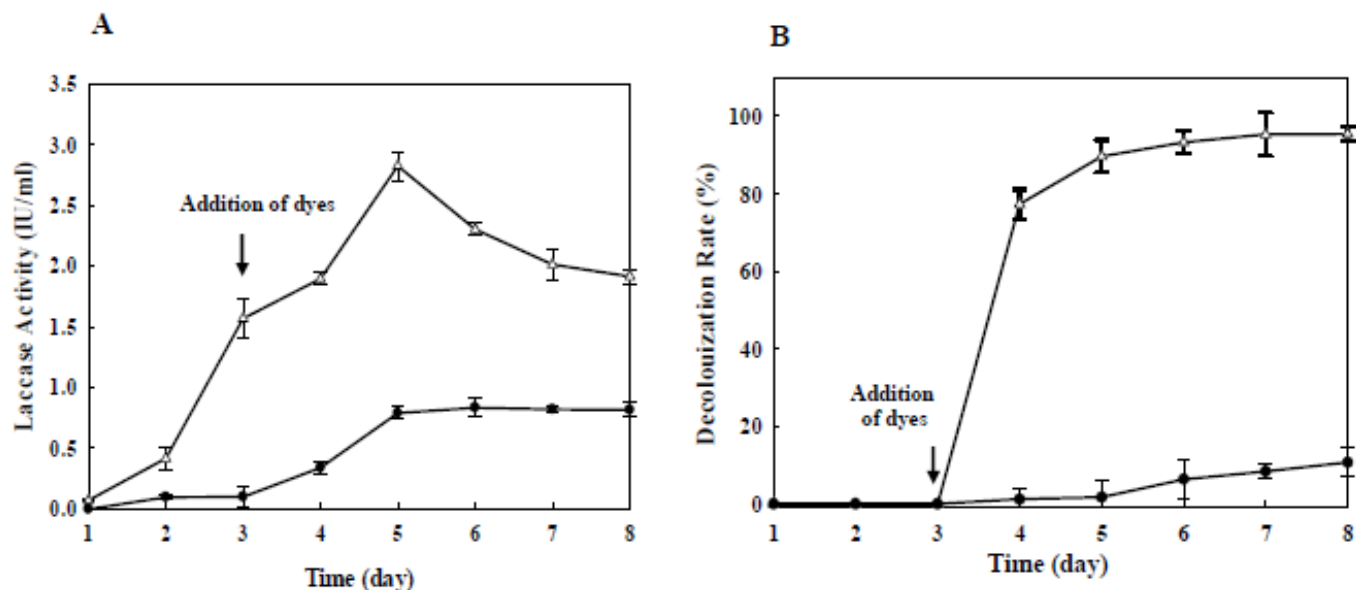 A
Laccase Activity (IU/ml)
3.5
3.0
2.5
2.0
1.5
1.0
0.5
0.0
Addition of dyes
1 2 3 4 5 6 7 8
Time (day)
B
Decolouization Rate (%)
100
80
60
40
20
0
Addition
of dyes
1 2 3 4 5 6 7 8
Time (day)